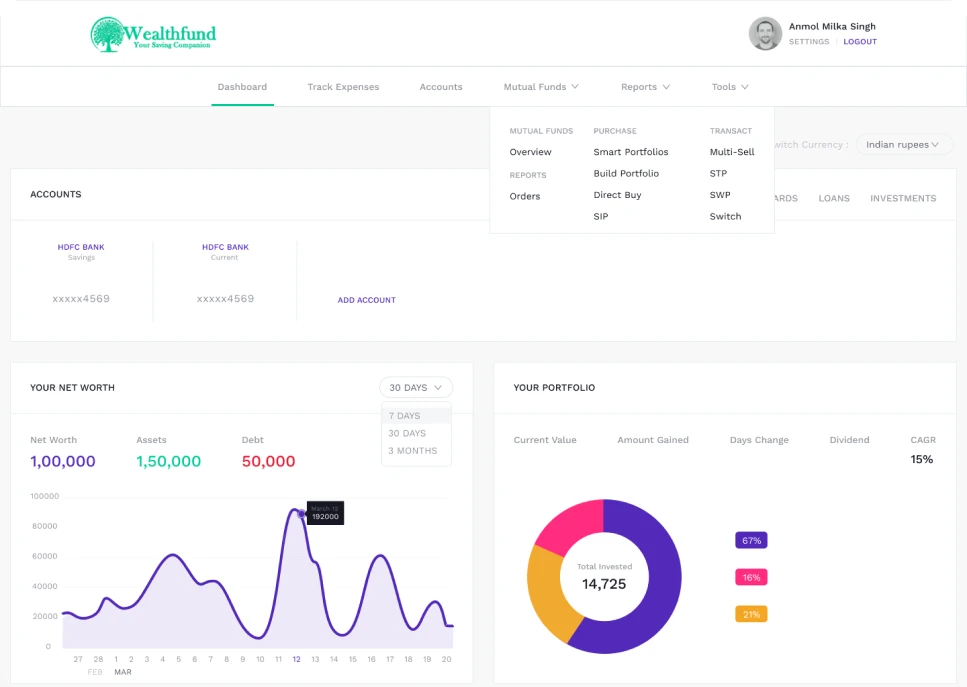 Wealthfund
Your Saving Companion
Anmol Milka Singh
SETTINGS | LOGOUT
Dashboard Track Expenses Accounts Mutual Funds Reports Tools
MUTUAL FUNDS PURCHASE TRANSACT
Overview Smart Portfolios Multi-Sell
REPORTS Build Portfolio STP
Orders Direct Buy SWP
SIP Switch
witch Currency : Indian rupees
ACCOUNTS
ARDS LOANS INVESTMENTS
HDFC BANK HDFC BANK
Savings Current
xxxxx4569 xxxxx4569 ADD ACCOUNT
YOUR NET WORTH 30 DAYS
7 DAYS
30 DAYS
3 MONTHS
Net Worth Assets Debt
1,00,000 1,50,000 50,000
100000
80000
60000
40000
20000
0
192000
27 28 1 2 3 4 5 6 7 8 9 10 11 12 13 14 15 16 17 18 19 20
FEB MAR
YOUR PORTFOLIO
Current Value Amount Gained Days Change Dividend CAGR
15%
Total Invested
14,725
67%
16%
21%